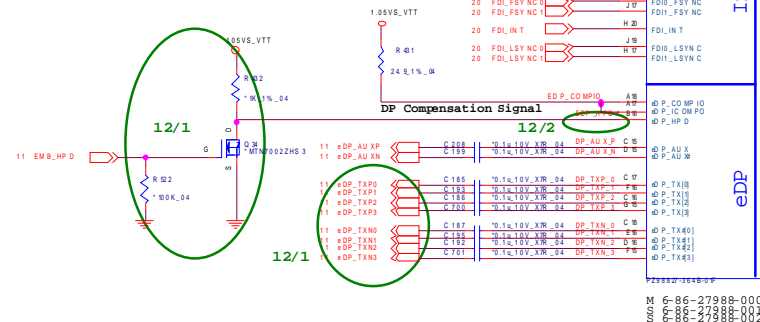 20 FDI_FSYNC0 J17 FDI0_FSYNC
20 FDI_FSYNC1 FDI1_FSYNC
1.05VS_VTT
20 FDI_INT H20 FDI_INT
20 FDI_LSYNC0 J19 FDI0_LSYNC
20 FDI_LSYNC1 H17 FDI1_LSYNC
1.05VS_VTT
R431
24.9_1%_04
R432
*1K_1%_04
EDP_COMPIO A18
A17 eDP_COMPIO
DP Compensation Signal
B16 eDP_ICOMPO
eDP_HPD
12/1
12/2
D
G
S
Q34
*MTN7002ZHS3
11 EMB_HPD
R522
*100K_04
11 eDP_AUXP C208 *0.1u_10V_X7R_04 DP_AUX_P C15 eDP_AUX
11 eDP_AUXN C199 *0.1u_10V_X7R_04 DP_AUX_N D15 eDP_AUX#
eDP
11 eDP_TXP0 C185 *0.1u_10V_X7R_04 DP_TXP_0 C17 eDP_TX[0]
11 eDP_TXP1 C193 *0.1u_10V_X7R_04 DP_TXP_1 F16 eDP_TX[1]
11 eDP_TXP2 C186 *0.1u_10V_X7R_04 DP_TXP_2 C16 eDP_TX[2]
11 eDP_TXP3 C700 *0.1u_10V_X7R_04 DP_TXP_3 G15 eDP_TX[3]
11 eDP_TXN0 C187 *0.1u_10V_X7R_04 DP_TXN_0 C18 eDP_TX#[0]
11 eDP_TXN1 C195 *0.1u_10V_X7R_04 DP_TXN_1 E16 eDP_TX#[1]
11 eDP_TXN2 C192 *0.1u_10V_X7R_04 DP_TXN_2 D16 eDP_TX#[2]
11 eDP_TXN3 C701 *0.1u_10V_X7R_04 DP_TXN_3 F15 eDP_TX#[3]
12/1
PZ98827-364B-01F
M 6-86-27988-000
S 6-86-27988-001
S 6-86-27988-002